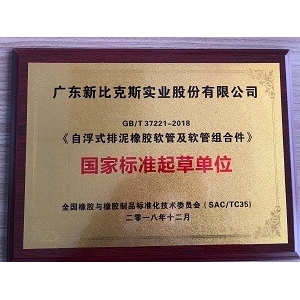 广东新比克斯实业股份有限公司
GB/T 37221-2018
《自浮式排泥橡胶软管及软管组合件》
国家标准起草单位
全国橡胶与橡胶制品标准化技术委员会（SAC/TC35）
二零一八年十二月